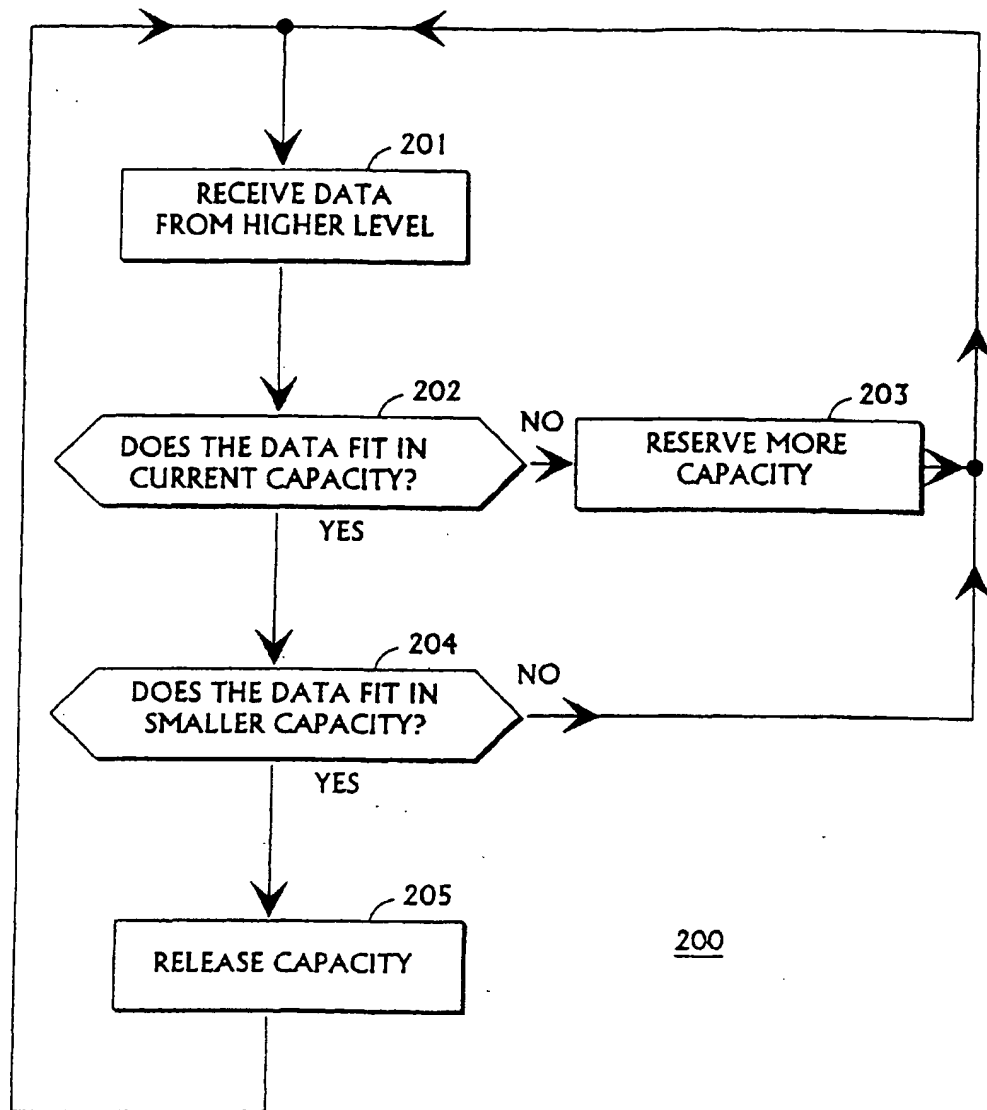 201
RECEIVE DATA
FROM HIGHER LEVEL
202
DOES THE DATA FIT IN
CURRENT CAPACITY?
NO
203
RESERVE MORE
CAPACITY
YES
204
DOES THE DATA FIT IN
SMALLER CAPACITY?
NO
YES
205
RELEASE CAPACITY
200